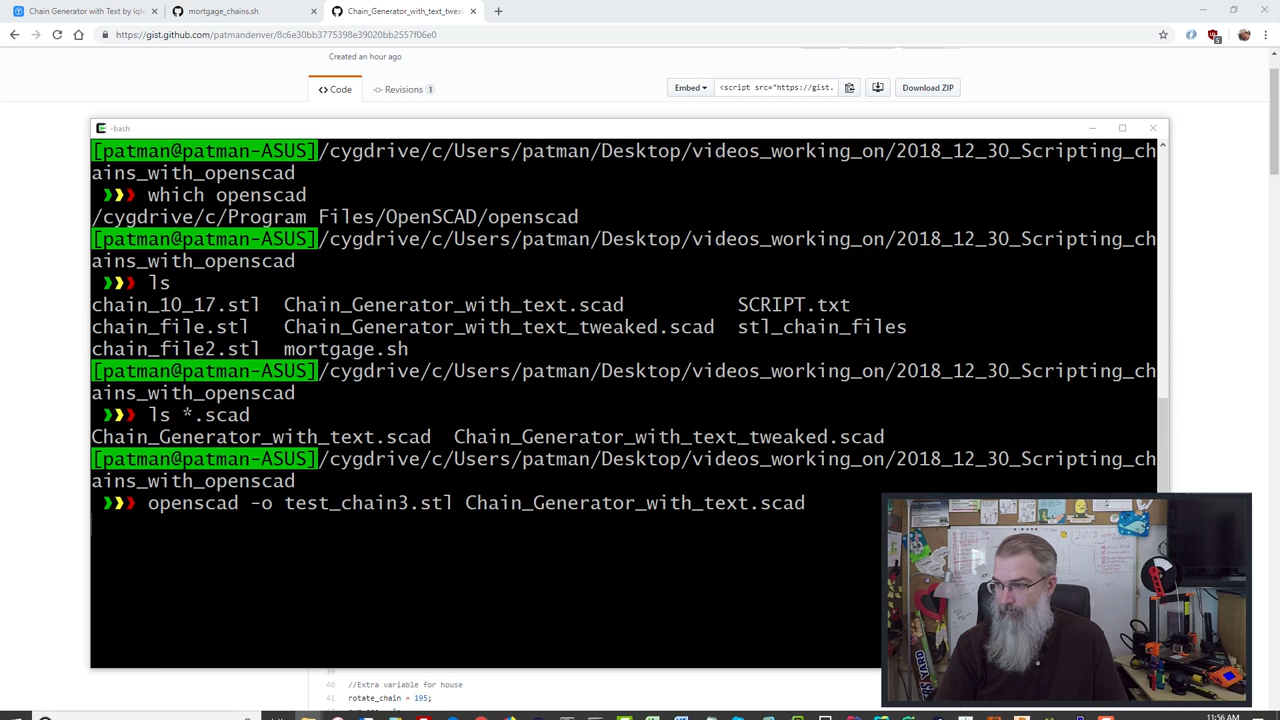 Chain Generator with Text by iqle
mortgage_chains.sh
Chain_Generator_with_text_twea
https://gist.github.com/patmandenver/8c6e30bb3775398e39020bb2557f06e0
Created an hour ago
<> Code
Revisions 1
Embed
<script src="https://gist.
Download ZIP
-bash
[patman@patman-ASUS]/cygdrive/c/Users/patman/Desktop/videos_working_on/2018_12_30_Scripting_ch
ains_with_openscad
❯❯❯ which openscad
/cygdrive/c/Program Files/OpenSCAD/openscad
[patman@patman-ASUS]/cygdrive/c/Users/patman/Desktop/videos_working_on/2018_12_30_Scripting_ch
ains_with_openscad
❯❯❯ ls
chain_10_17.stl Chain_Generator_with_text.scad SCRIPT.txt
chain_file.stl Chain_Generator_with_text_tweaked.scad stl_chain_files
chain_file2.stl mortgage.sh
[patman@patman-ASUS]/cygdrive/c/Users/patman/Desktop/videos_working_on/2018_12_30_Scripting_ch
ains_with_openscad
❯❯❯ ls *.scad
Chain_Generator_with_text.scad Chain_Generator_with_text_tweaked.scad
[patman@patman-ASUS]/cygdrive/c/Users/patman/Desktop/videos_working_on/2018_12_30_Scripting_ch
ains_with_openscad
❯❯❯ openscad -o test_chain3.stl Chain_Generator_with_text.scad
40 //Extra variable for house
41 rotate_chain = 195;
11:56 AM